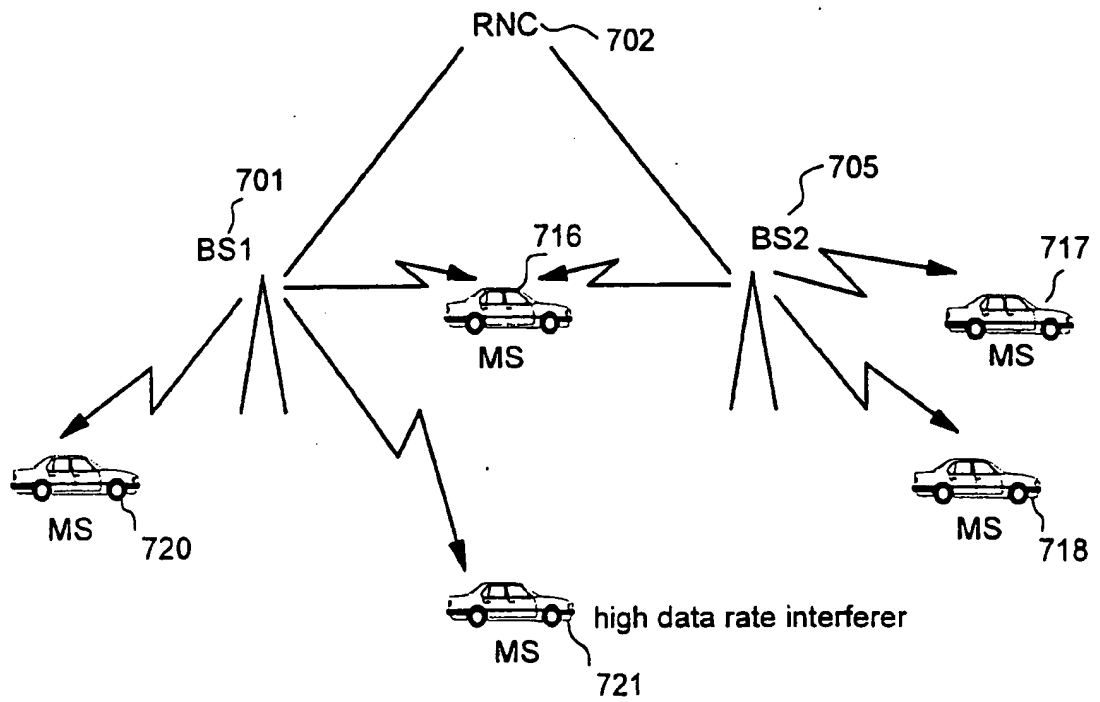 RNC 702
701
705
BS1
716
BS2
717
MS
MS
MS
720
MS
718
high data rate interferer
MS
721